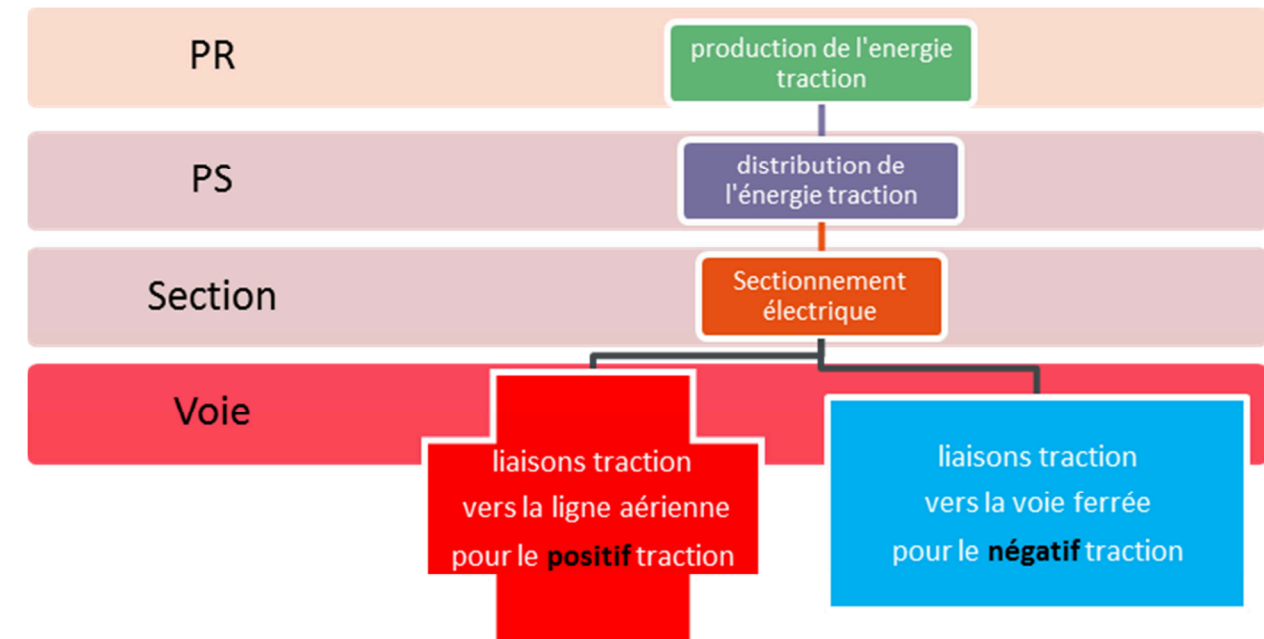 PR
production de l'energie
traction
PS
distribution de
l'énergie traction
Section
Sectionnement
électrique
Voie
liaisons traction
vers la ligne aérienne
pour le positif traction
liaisons traction
vers la voie ferrée
pour le négatif traction